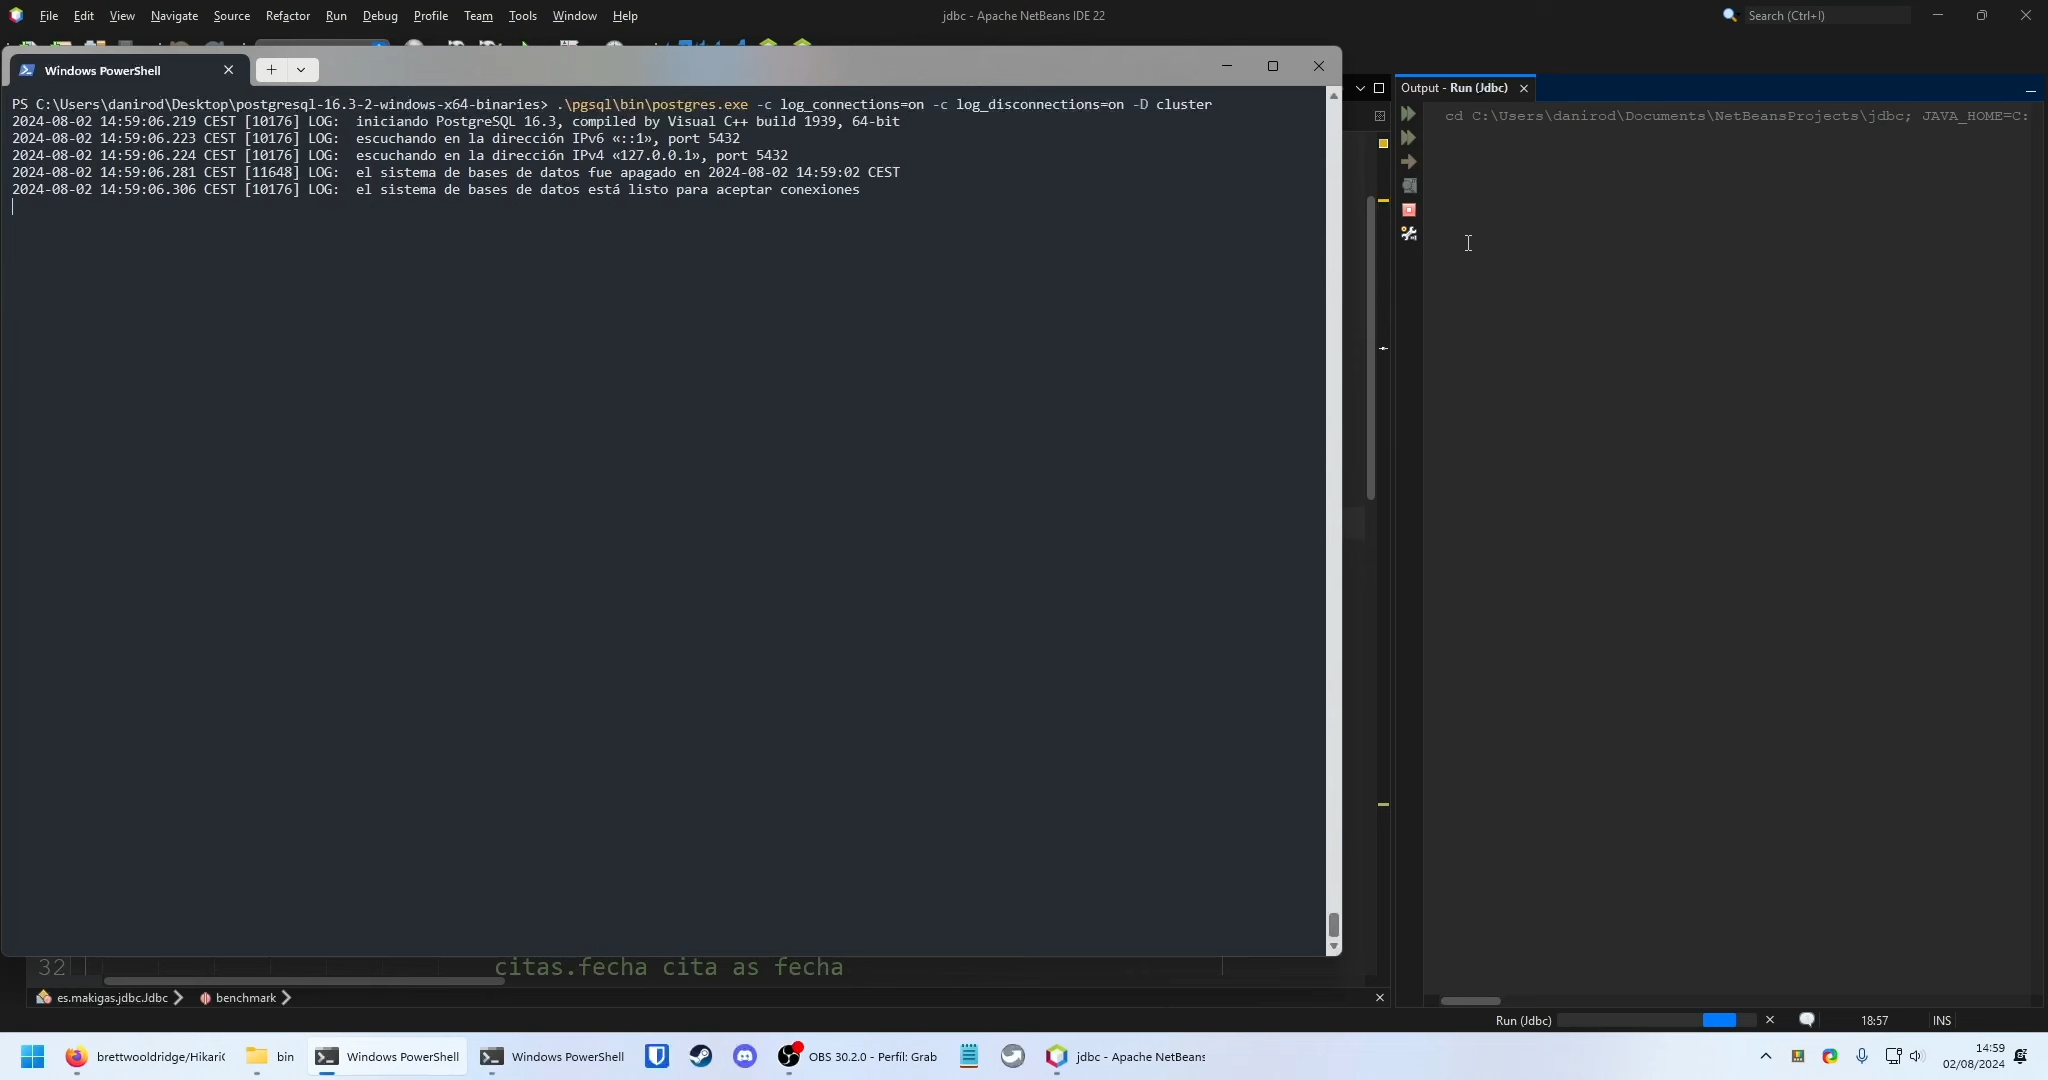 File Edit View Navigate Source Refactor Run Debug Profile Team Tools Window Help
jdbc - Apache NetBeans IDE 22
Search (Ctrl+I)
Windows PowerShell
Output - Run (Jdbc)
PS C:\Users\danirod\Desktop\postgresql-16.3-2-windows-x64-binaries> .\pgsql\bin\postgres.exe -c log_connections=on -c log_disconnections=on -D cluster
2024-08-02 14:59:06.219 CEST [10176] LOG:  iniciando PostgreSQL 16.3, compiled by Visual C++ build 1939, 64-bit
2024-08-02 14:59:06.223 CEST [10176] LOG:  escuchando en la dirección IPv6 «::1», port 5432
2024-08-02 14:59:06.224 CEST [10176] LOG:  escuchando en la dirección IPv4 «127.0.0.1», port 5432
2024-08-02 14:59:06.281 CEST [11648] LOG:  el sistema de bases de datos fue apagado en 2024-08-02 14:59:02 CEST
2024-08-02 14:59:06.306 CEST [10176] LOG:  el sistema de bases de datos está listo para aceptar conexiones
cd C:\Users\danirod\Documents\NetBeansProjects\jdbc; JAVA_HOME=C:
32 citas.fecha cita as fecha
es.makigas.jdbc.Jdbc benchmark
Run (Jdbc) 18:57 INS
brettwooldridge/HikariC bin Windows PowerShell Windows PowerShell OBS 30.2.0 - Perfil: Grab jdbc - Apache NetBeans
14:59
02/08/2024